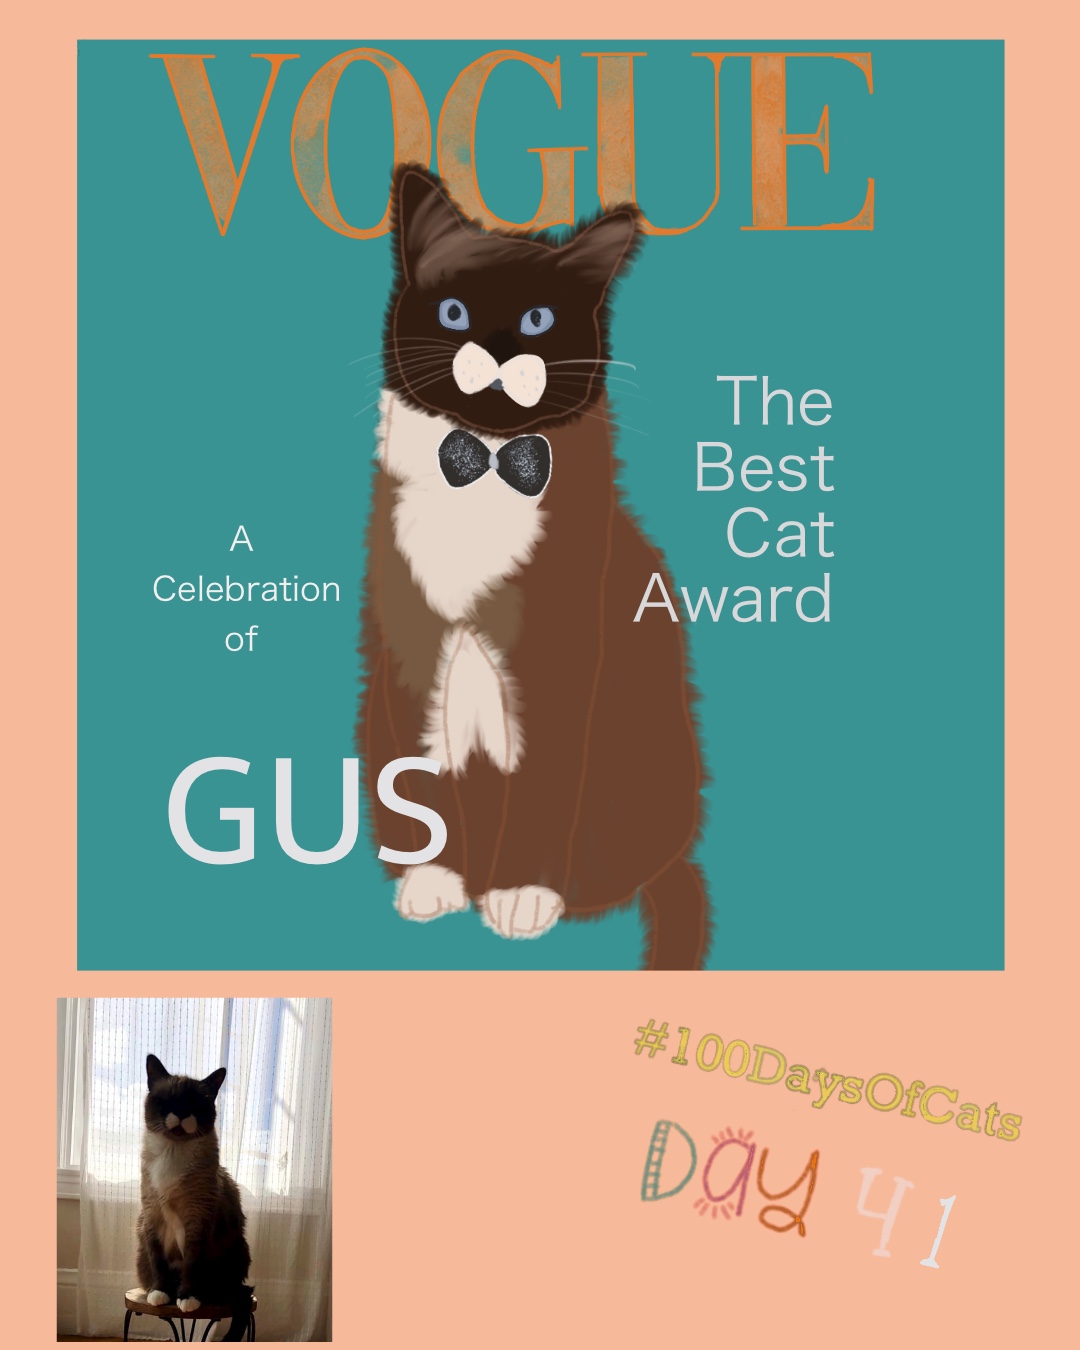 VOGUE
The
Best
Cat
Award
A
Celebration
of
GUS
#100DaysOfCats
Day 41